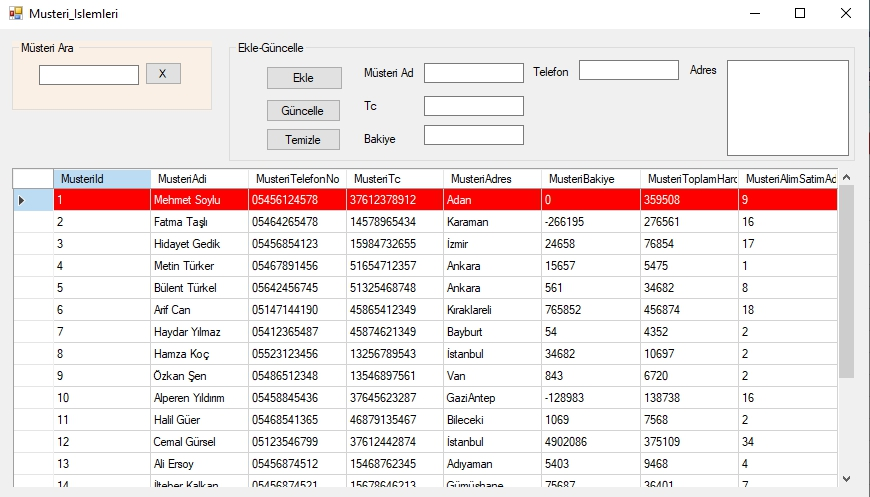 Musteri_Islemleri
Müsteri Ara
X
Ekle-Güncelle
Ekle
Güncelle
Temizle
Müsteri Ad
Tc
Bakiye
Telefon
Adres
MusteriId MusteriAdi MusteriTelefonNo MusteriTc MusteriAdres MusteriBakiye MusteriToplamHarc MusteriAlimSatimAd
1 Mehmet Soylu 05456124578 37612378912 Adan 0 359508 9
2 Fatma Taşlı 05464265478 14578965434 Karaman -266195 276561 16
3 Hidayet Gedik 05456854123 15984732655 İzmir 24658 76854 17
4 Metin Türker 05467891456 51654712357 Ankara 15657 5475 1
5 Bülent Türkel 05642456745 51325468748 Ankara 561 34682 8
6 Arif Can 05147144190 45865412349 Kıraklareli 765852 456874 18
7 Haydar Yılmaz 05412365487 45874621349 Bayburt 54 4352 2
8 Hamza Koç 05523123456 13256789543 İstanbul 34682 10697 2
9 Özkan Şen 05486512348 13546897561 Van 843 6720 2
10 Alperen Yıldırım 05458845436 37645623287 GaziAntep -128983 138738 16
11 Halil Güer 05468541365 46879135467 Bileceki 1069 7568 2
12 Cemal Gürsel 05123546799 37612442874 İstanbul 4902086 375109 34
13 Ali Ersoy 05456874512 15468762345 Adıyaman 5403 9468 4
14 İlteber Kalkan 05456874521 15678646213 Gümüşhane 75687 36401 7